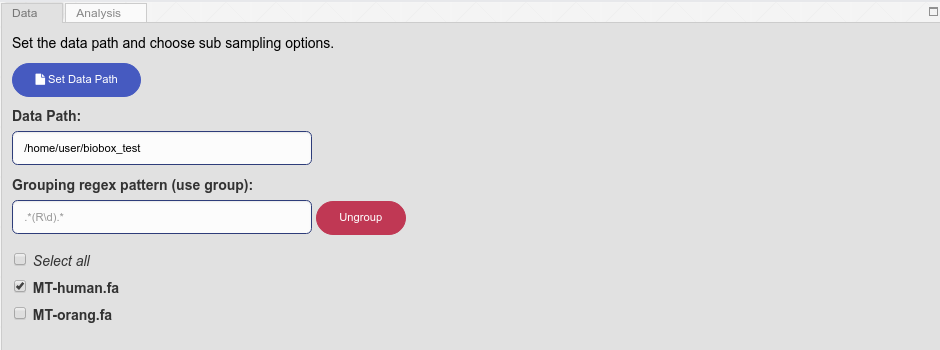 Data Analysis
Set the data path and choose sub sampling options.
Set Data Path
Data Path:
/home/user/biobox_test
Grouping regex pattern (use group):
.*(R\d).* Ungroup
Select all
MT-human.fa
MT-orang.fa